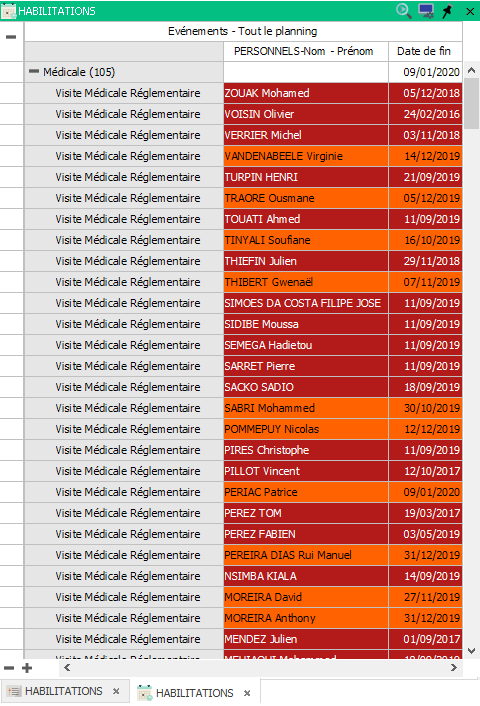 HABILITATIONS
Evénements - Tout le planning
PERSONNELS-Nom - Prénom Date de fin
Médicale (105) 09/01/2020
Visite Médicale Réglementaire ZOUAK Mohamed 05/12/2018
Visite Médicale Réglementaire VOISIN Olivier 24/02/2016
Visite Médicale Réglementaire VERRIER Michel 03/11/2018
Visite Médicale Réglementaire VANDENABEELE Virginie 14/12/2019
Visite Médicale Réglementaire TURPIN HENRI 21/09/2019
Visite Médicale Réglementaire TRAORE Ousmane 05/12/2019
Visite Médicale Réglementaire TOUATI Ahmed 11/09/2019
Visite Médicale Réglementaire TINYALI Soufiane 16/10/2019
Visite Médicale Réglementaire THIEFIN Julien 29/11/2018
Visite Médicale Réglementaire THIBERT Gwenaël 07/11/2019
Visite Médicale Réglementaire SIMOES DA COSTA FILIPE JOSE 11/09/2019
Visite Médicale Réglementaire SIDIBE Moussa 11/09/2019
Visite Médicale Réglementaire SEMEGA Hadietou 11/09/2019
Visite Médicale Réglementaire SARRET Pierre 11/09/2019
Visite Médicale Réglementaire SACKO SADIO 18/09/2019
Visite Médicale Réglementaire SABRI Mohammed 30/10/2019
Visite Médicale Réglementaire POMMEPUY Nicolas 12/12/2019
Visite Médicale Réglementaire PIRES Christophe 11/09/2019
Visite Médicale Réglementaire PILLOT Vincent 12/10/2017
Visite Médicale Réglementaire PERIAC Patrice 09/01/2020
Visite Médicale Réglementaire PEREZ TOM 19/03/2017
Visite Médicale Réglementaire PEREZ FABIEN 03/05/2019
Visite Médicale Réglementaire PEREIRA DIAS Rui Manuel 31/12/2019
Visite Médicale Réglementaire NSIMBA KIALA 14/09/2019
Visite Médicale Réglementaire MOREIRA David 27/11/2019
Visite Médicale Réglementaire MOREIRA Anthony 31/12/2019
Visite Médicale Réglementaire MENDEZ Julien 01/09/2017
Visite Médicale Réglementaire
HABILITATIONS HABILITATIONS